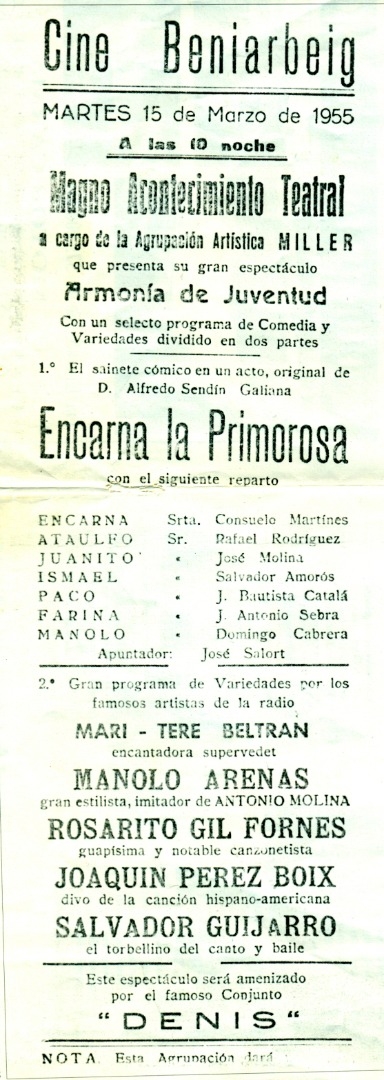 Cine Beniarbeig
MARTES 15 de Marzo de 1955
A las 10 noche
Magno Acontecimiento Teatral
a cargo de la Agrupación Artística MILLER
que presenta su gran espectáculo
Armonía de Juventud
Con un selecto programa de Comedia y
Variedades dividido en dos partes
1.° El sainete cómico en un acto, original de
D. Alfredo Sendín Galiana
Encarna la Primorosa
con el siguiente reparto
ENCARNA Srta. Consuelo Martínes
ATAULFO Sr. Rafael Rodríguez
JUANITO « José Molina
ISMAEL « Salvador Amorós
PACO « J. Bautista Catalá
FARINA « J. Antonio Sebra
MANOLO « Domingo Cabrera
Apuntador: José Salort
2.° Gran programa de Variedades por los
famosos artistas de la radio
MARI - TERE BELTRAN
encantadora supervedet
MANOLO ARENAS
gran estilista, imitador de ANTONIO MOLINA
ROSARITO GIL FORNES
guapísima y notable canzonetista
JOAQUIN PEREZ BOIX
divo de la canción hispano-americana
SALVADOR GUIJARRO
el torbellino del canto y baile
Este espectáculo será amenizado
por el famoso Conjunto
"DENIS"
NOTA. Esta Agrupación dará